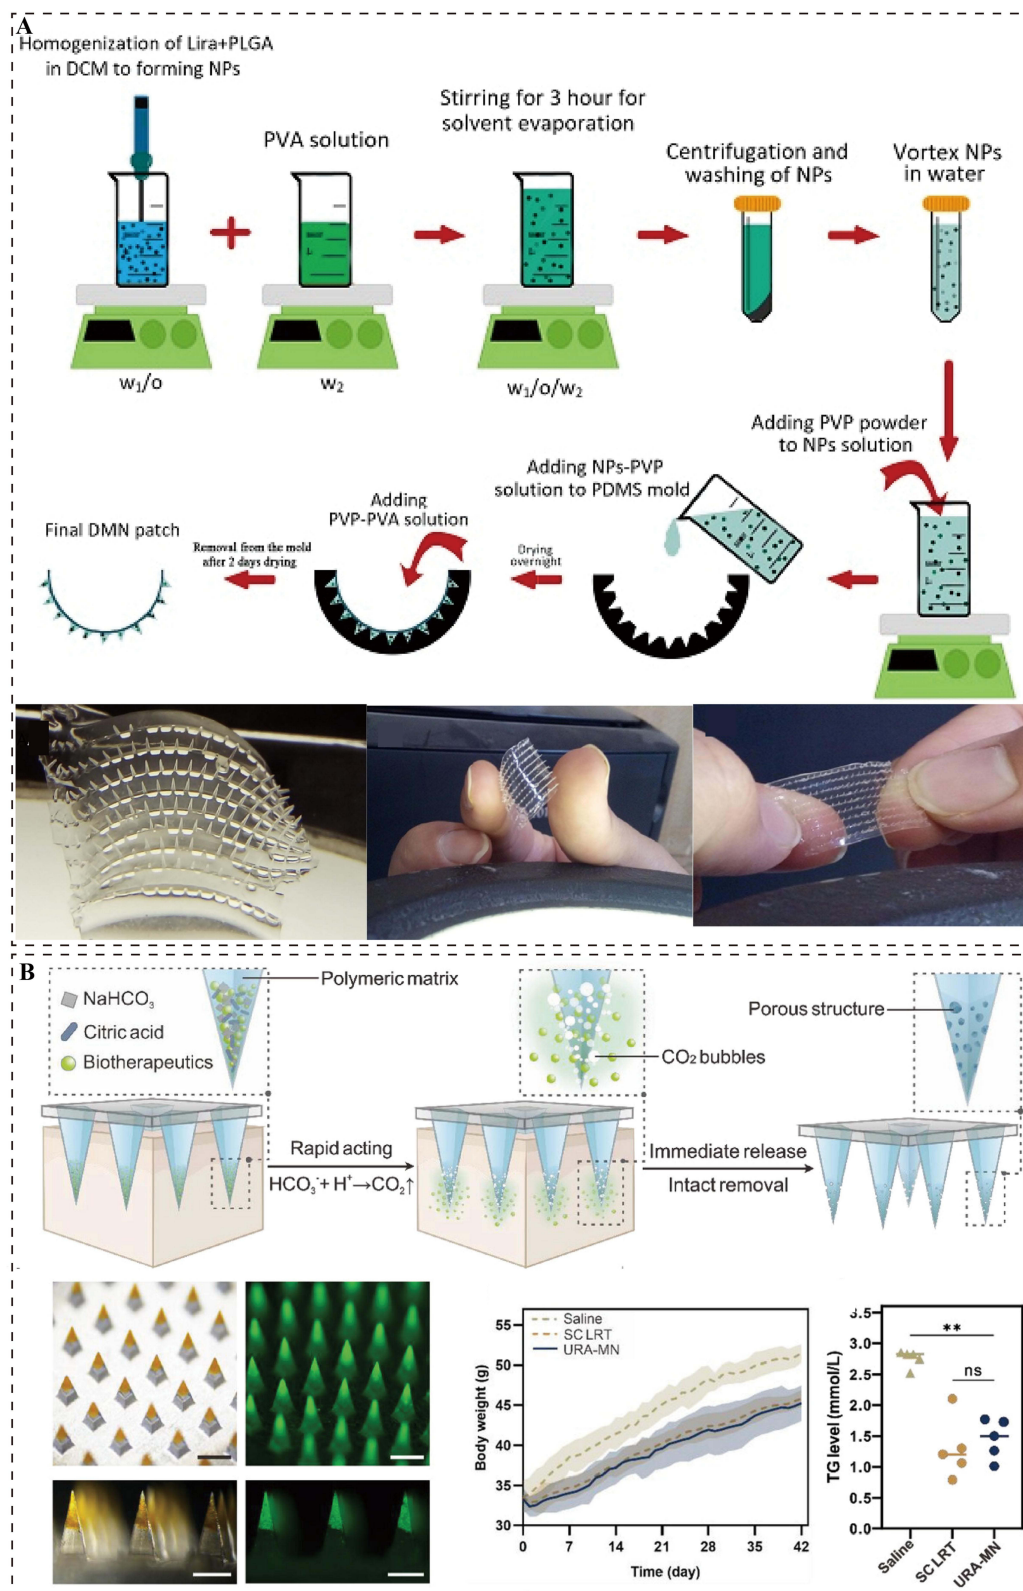 A
Homogenization of Lira+PLGA
in DCM to forming NPs
PVA solution
Stirring for 3 hour for
solvent evaporation
Centrifugation and
washing of NPs
Vortex NPs
in water
w₁/o
w₂
w₁/o/w₂
Adding PVP powder
to NPs solution
Adding NPs-PVP
solution to PDMS mold
Drying
overnight
Adding
PVP-PVA solution
Removal from the mold
after 2 days drying
Final DMN patch
B
NaHCO₃
Citric acid
Biotherapeutics
Polymeric matrix
CO₂ bubbles
Porous structure
Rapid acting
HCO₃⁻+ H⁺→CO₂↑
Immediate release
Intact removal
Body weight (g)
55
50
45
40
35
30
Saline
SC LRT
URA-MN
0 7 14 21 28 35 42
Time (day)
TG level (mmol/L)
3.5
3.0
2.5
2.0
1.5
1.0
0.5
0.0
**
ns
Saline
SC LRT
URA-MN